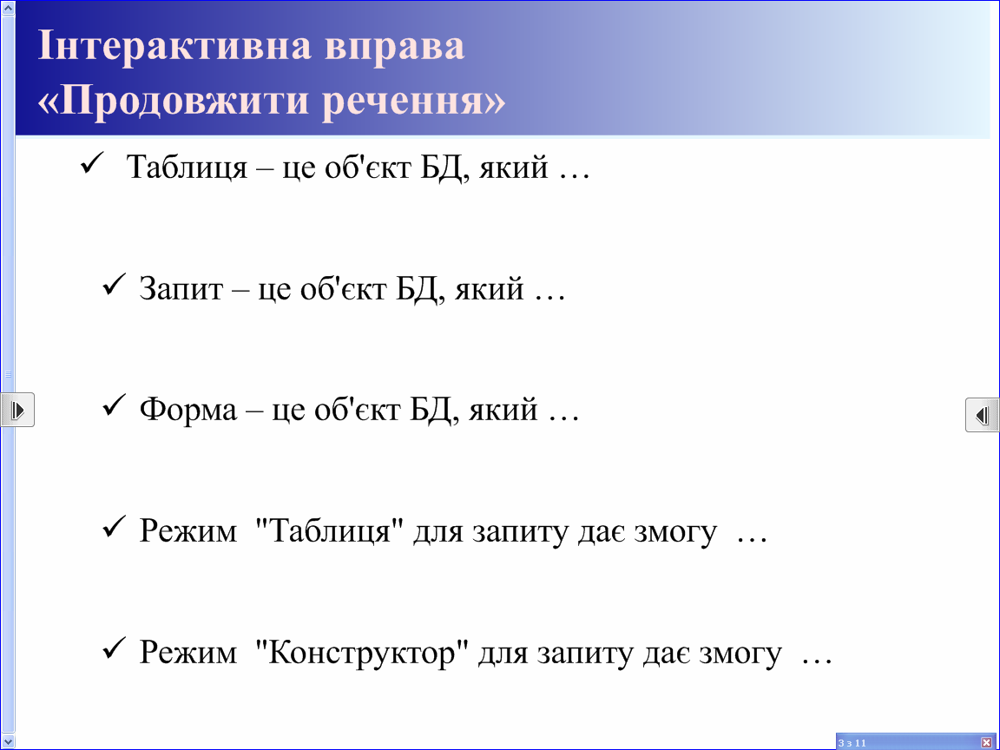 Інтерактивна вправа
«Продовжити речення»
✓ Таблиця – це об'єкт БД, який …
✓ Запит – це об'єкт БД, який …
✓ Форма – це об'єкт БД, який …
✓ Режим "Таблиця" для запиту дає змогу …
✓ Режим "Конструктор" для запиту дає змогу …
3 з 11